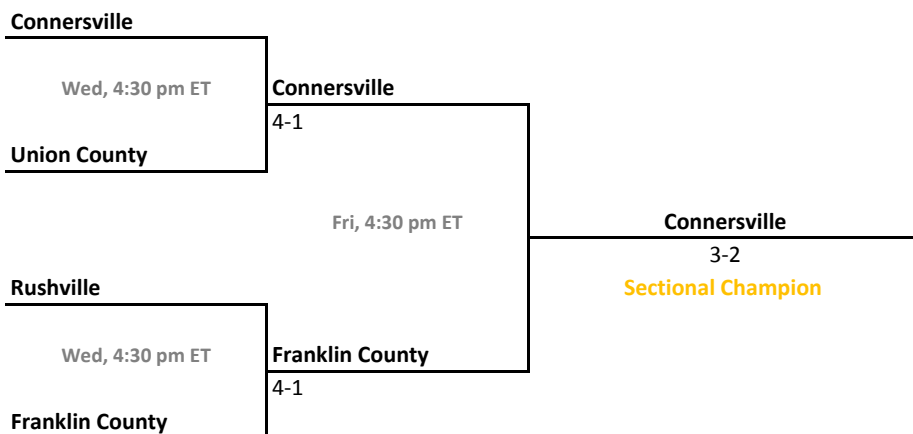 Connersville
Wed, 4:30 pm ET
Connersville
4-1
Union County
Fri, 4:30 pm ET
Connersville
3-2
Sectional Champion
Rushville
Wed, 4:30 pm ET
Franklin County
4-1
Franklin County